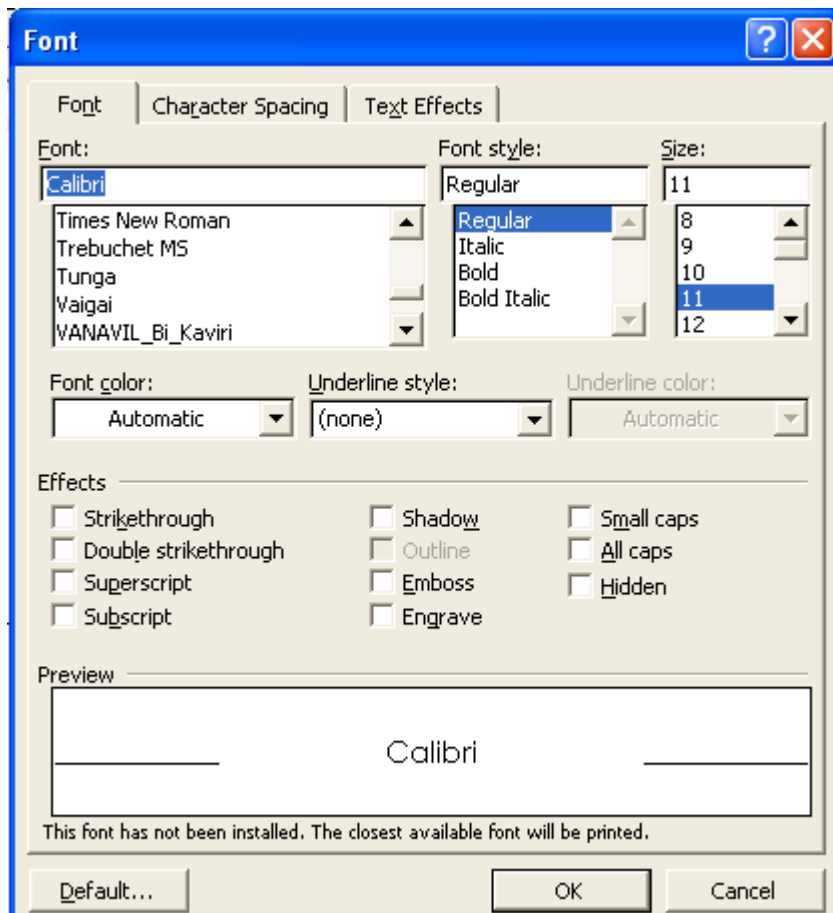 Font
Font Character Spacing Text Effects
Font: Font style: Size:
Calibri Regular 11
Times New Roman Regular 8
Trebuchet MS Italic 9
Tunga Bold 10
Vaigai Bold Italic 11
VANAVIL_Bi_Kaviri 12
Font color: Underline style: Underline color:
Automatic (none) Automatic
Effects
Strikethrough Shadow Small caps
Double strikethrough Outline All caps
Superscript Emboss Hidden
Subscript Engrave
Preview
Calibri
This font has not been installed. The closest available font will be printed.
Default... OK Cancel